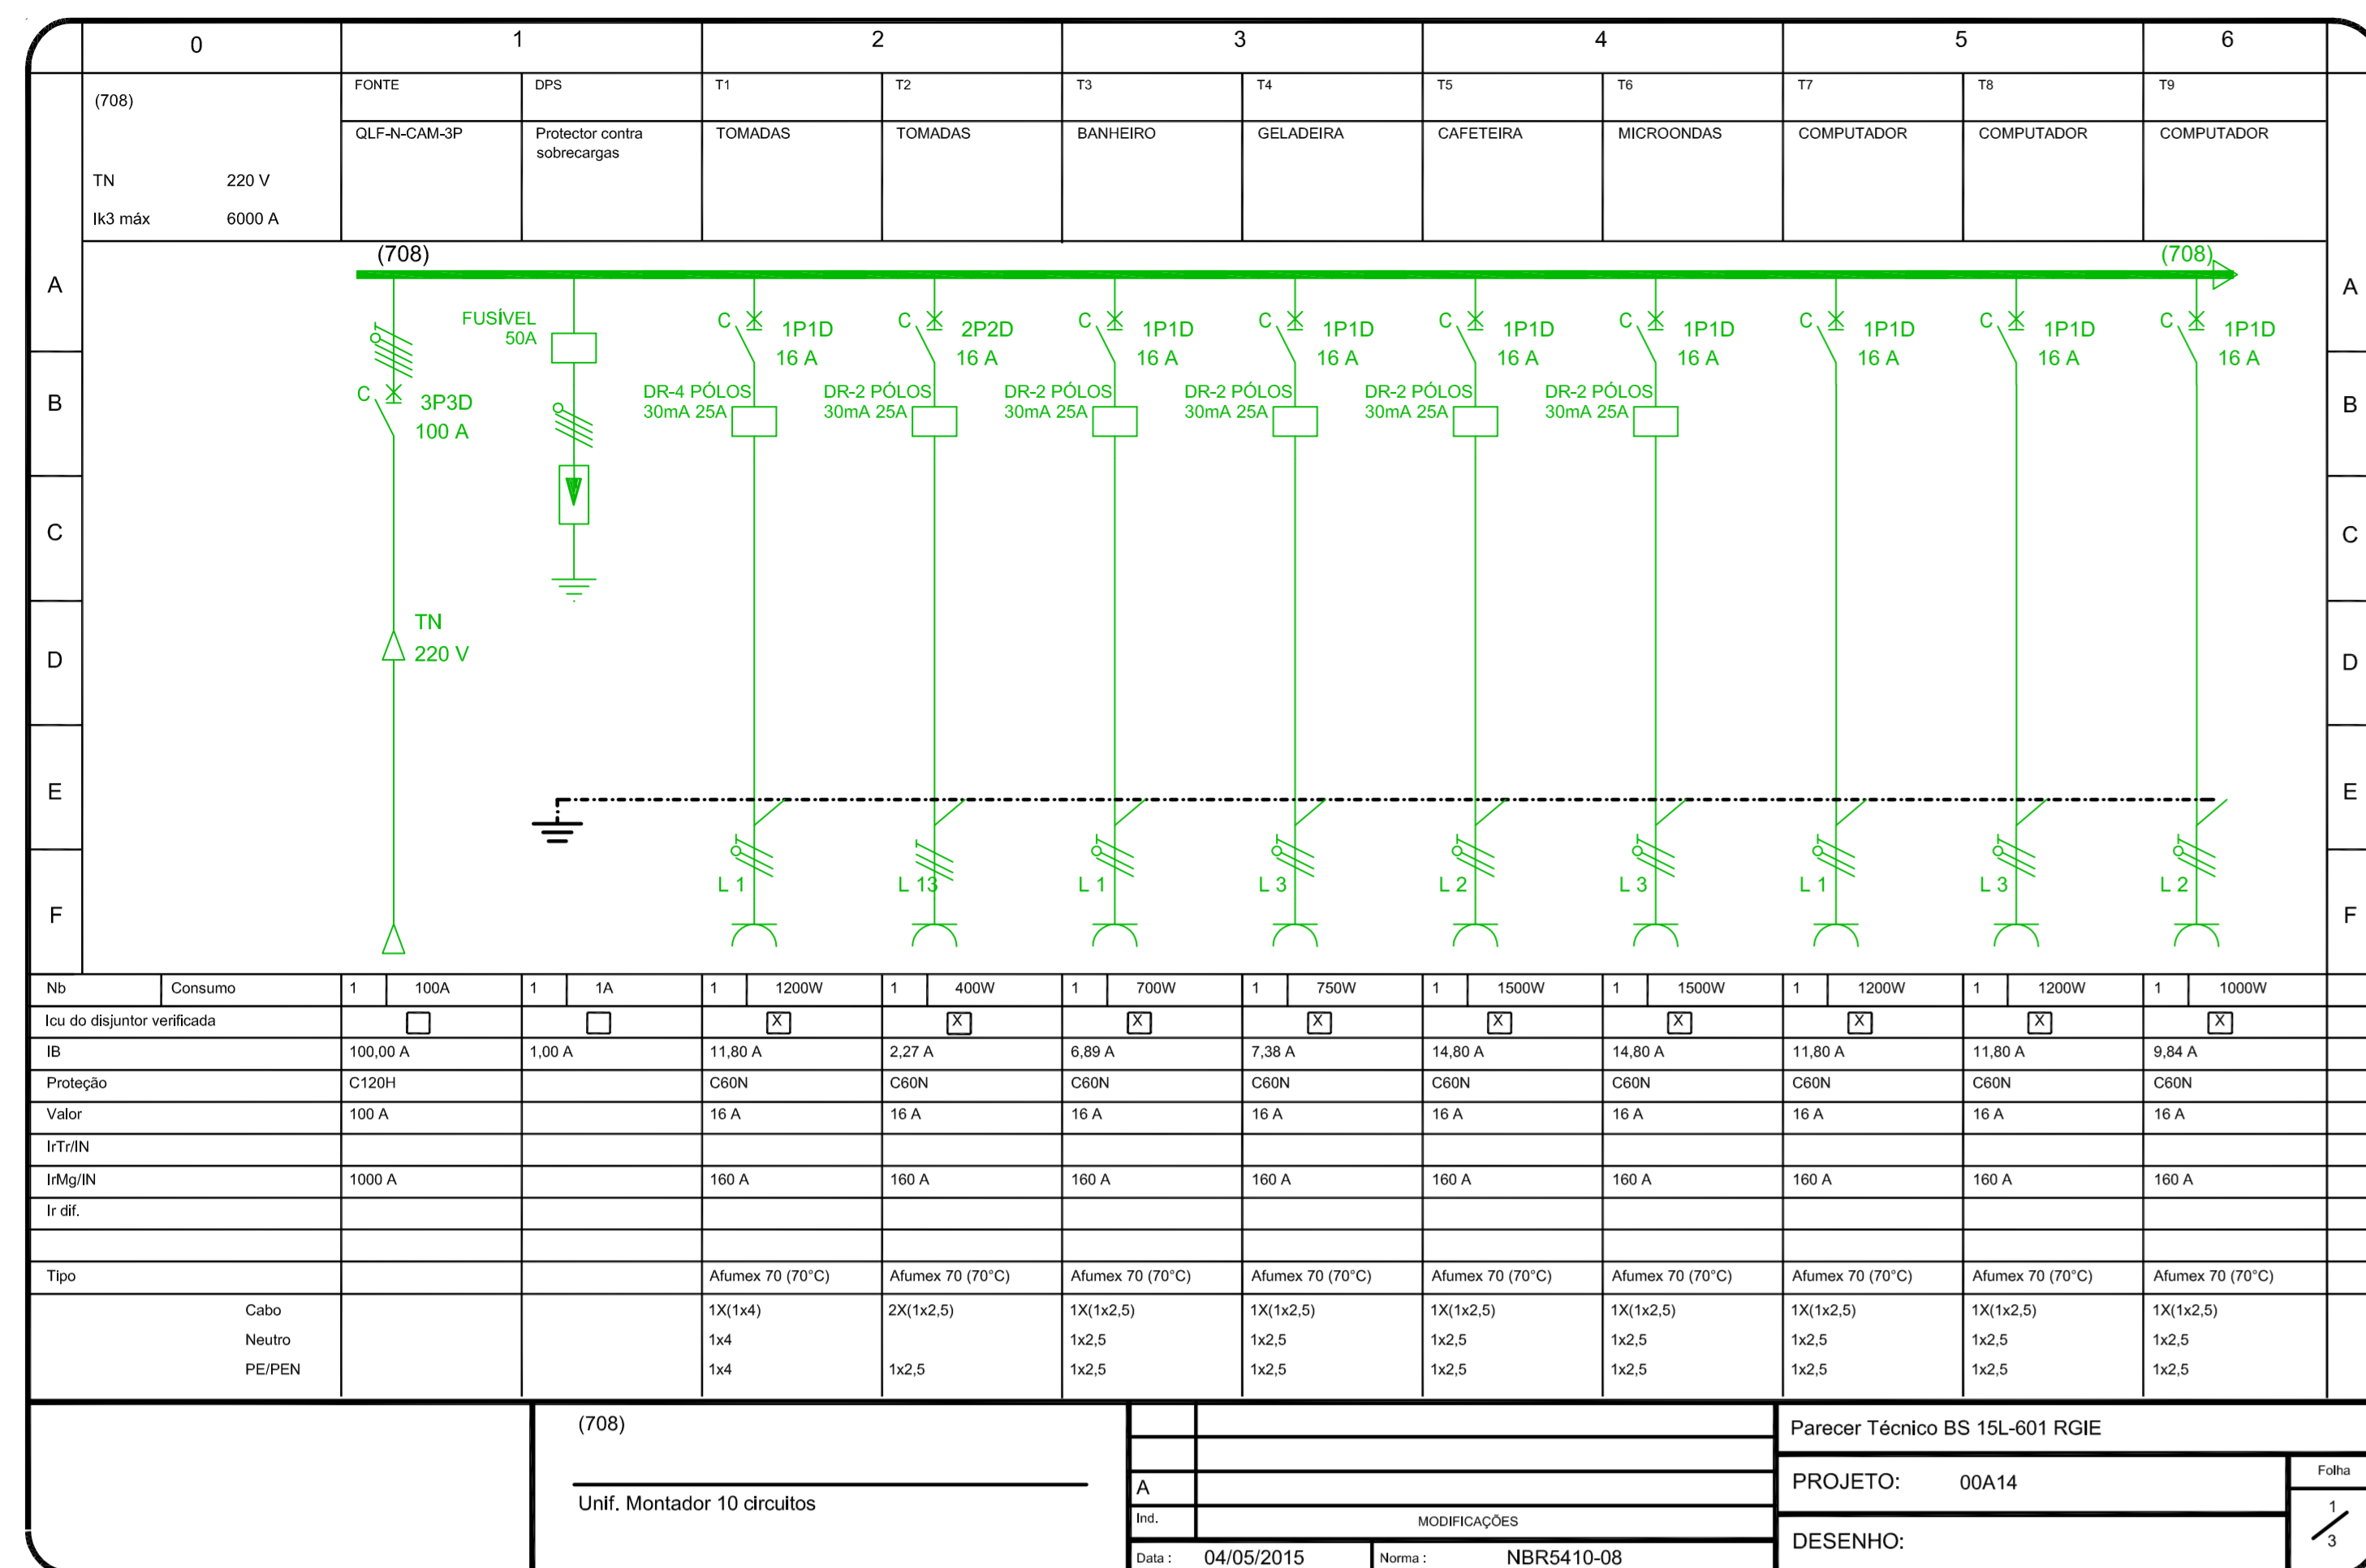 0 1 2 3 4 5 6
(708) FONTE DPS T1 T2 T3 T4 T5 T6 T7 T8 T9
QLF-N-CAM-3P Protector contra TOMADAS TOMADAS BANHEIRO GELADEIRA CAFETEIRA MICROONDAS COMPUTADOR COMPUTADOR COMPUTADOR
sobrecargas
TN 220 V
Ik3 máx 6000 A
(708) (708)
A A
FUSÍVEL C C C C C C C C C
50A 1P1D 2P2D 1P1D 1P1D 1P1D 1P1D 1P1D 1P1D 1P1D
16 A 16 A 16 A 16 A 16 A 16 A 16 A 16 A 16 A
C 3P3D DR-4 PÓLOS DR-2 PÓLOS DR-2 PÓLOS DR-2 PÓLOS DR-2 PÓLOS DR-2 PÓLOS
B 30mA 25A 30mA 25A 30mA 25A 30mA 25A 30mA 25A 30mA 25A B
100 A
C C
TN
D 220 V D
E E
L 1 L 13 L 1 L 3 L 2 L 3 L 1 L 3 L 2
F F
Nb Consumo 1 100A 1 1A 1 1200W 1 400W 1 700W 1 750W 1 1500W 1 1500W 1 1200W 1 1200W 1 1000W
Icu do disjuntor verificada X X X X X X X X X
IB 100,00 A 1,00 A 11,80 A 2,27 A 6,89 A 7,38 A 14,80 A 14,80 A 11,80 A 11,80 A 9,84 A
Proteção C120H C60N C60N C60N C60N C60N C60N C60N C60N C60N
Valor 100 A 16 A 16 A 16 A 16 A 16 A 16 A 16 A 16 A 16 A
IrTr/IN
IrMg/IN 1000 A 160 A 160 A 160 A 160 A 160 A 160 A 160 A 160 A 160 A
Ir dif.
Tipo Afumex 70 (70°C) Afumex 70 (70°C) Afumex 70 (70°C) Afumex 70 (70°C) Afumex 70 (70°C) Afumex 70 (70°C) Afumex 70 (70°C) Afumex 70 (70°C) Afumex 70 (70°C)
Cabo 1X(1x4) 2X(1x2,5) 1X(1x2,5) 1X(1x2,5) 1X(1x2,5) 1X(1x2,5) 1X(1x2,5) 1X(1x2,5) 1X(1x2,5)
Neutro 1x4 1x2,5 1x2,5 1x2,5 1x2,5 1x2,5 1x2,5 1x2,5
PE/PEN 1x4 1x2,5 1x2,5 1x2,5 1x2,5 1x2,5 1x2,5 1x2,5 1x2,5
(708)
Unif. Montador 10 circuitos
A
Ind. MODIFICAÇÕES
Data : 04/05/2015 Norma : NBR5410-08
Parecer Técnico BS 15L-601 RGIE
PROJETO: 00A14
DESENHO:
Folha
1/3